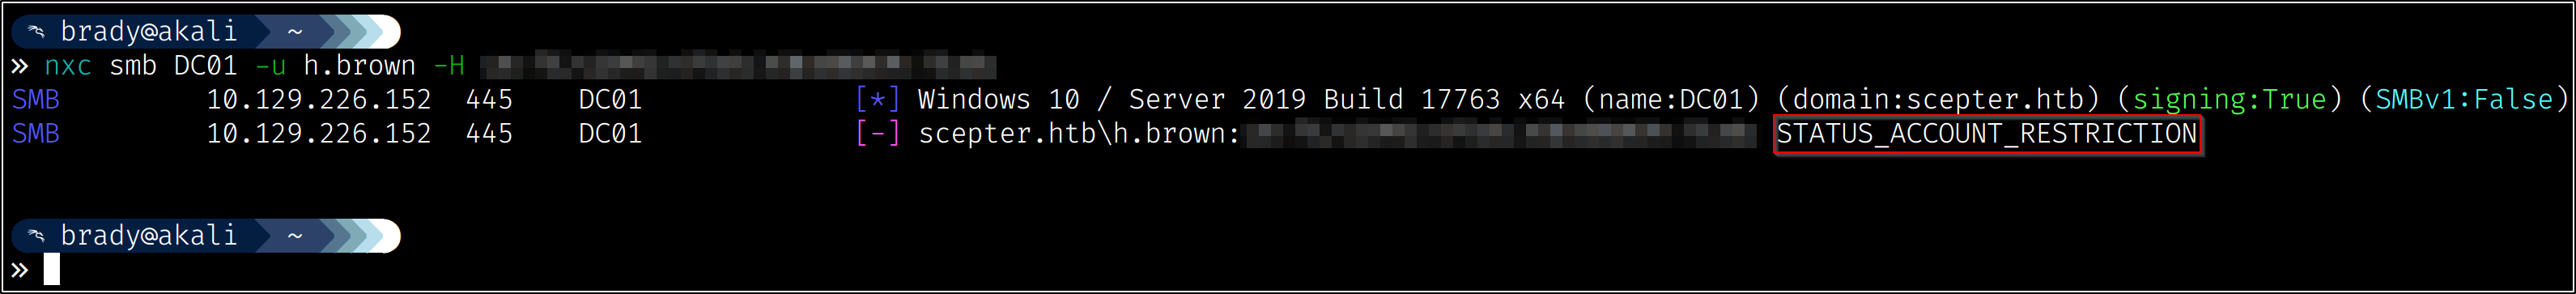 brady@akali ~
» nxc smb DC01 -u h.brown -H
SMB 10.129.226.152 445 DC01 [*] Windows 10 / Server 2019 Build 17763 x64 (name:DC01) (domain:scepter.htb) (signing:True) (SMBv1:False)
SMB 10.129.226.152 445 DC01 [-] scepter.htb\h.brown: STATUS_ACCOUNT_RESTRICTION
brady@akali ~
»